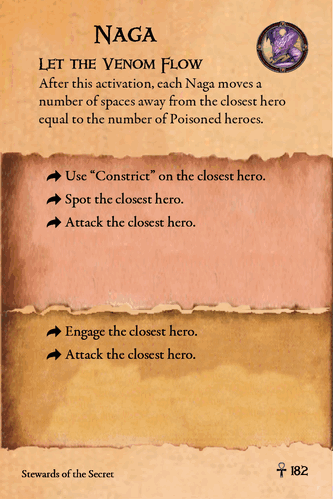 Naga
Let the Venom Flow
After this activation, each Naga moves a
number of spaces away from the closest hero
equal to the number of Poisoned heroes.
Use “Constrict” on the closest hero.
Spot the closest hero.
Attack the closest hero.
Engage the closest hero.
Attack the closest hero.
Stewards of the Secret
182